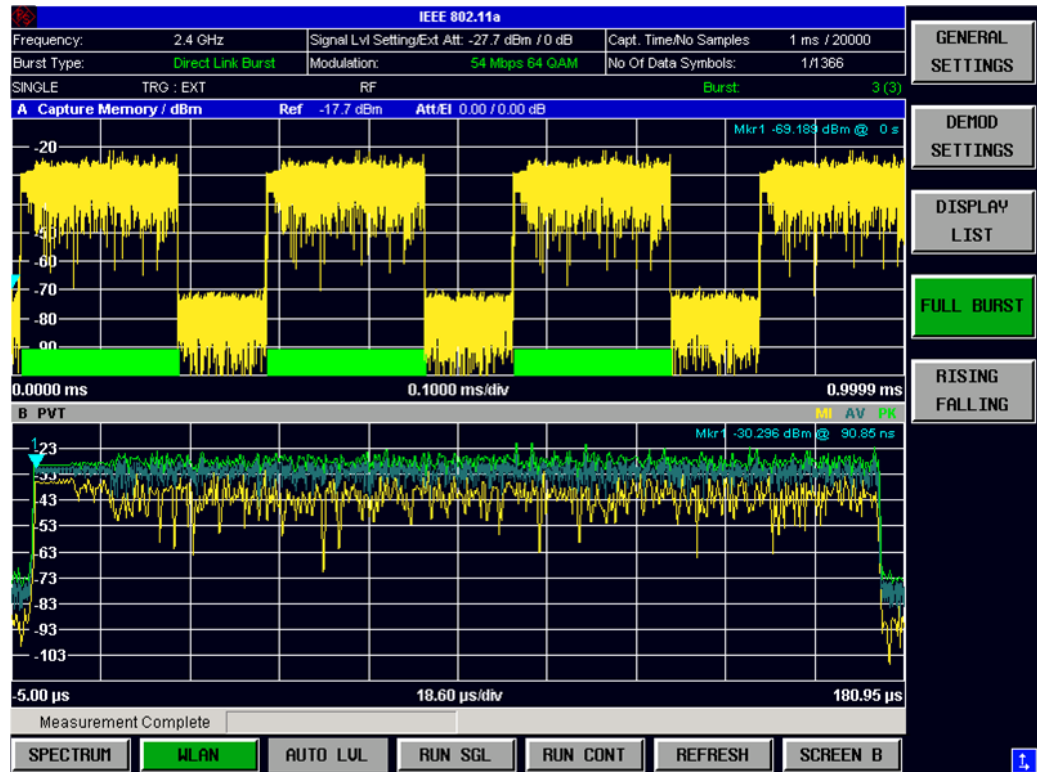 IEEE 802.11a
Frequency: 2.4 GHz Signal Lvl Setting/Ext Att: -27.7 dBm / 0 dB Capt. Time/No Samples 1 ms / 20000
Burst Type: Direct Link Burst Modulation: 54 Mbps 64 QAM No Of Data Symbols: 1/1366
SINGLE TRG : EXT RF Burst: 3 (3)
A Capture Memory / dBm Ref -17.7 dBm Att/El 0.00 / 0.00 dB
Mkr1 -69.189 dBm @ 0 s
-20
-60
-70
-80
0.0000 ms 0.1000 ms/div 0.9999 ms
B PVT MI AV PK
Mkr1 -30.296 dBm @ 90.85 ns
1
-23
-33
-43
-53
-63
-73
-83
-93
-103
-5.00 µs 18.60 µs/div 180.95 µs
Measurement Complete
SPECTRUM WLAN AUTO LVL RUN SGL RUN CONT REFRESH SCREEN B
GENERAL
SETTINGS
DEMOD
SETTINGS
DISPLAY
LIST
FULL BURST
RISING
FALLING